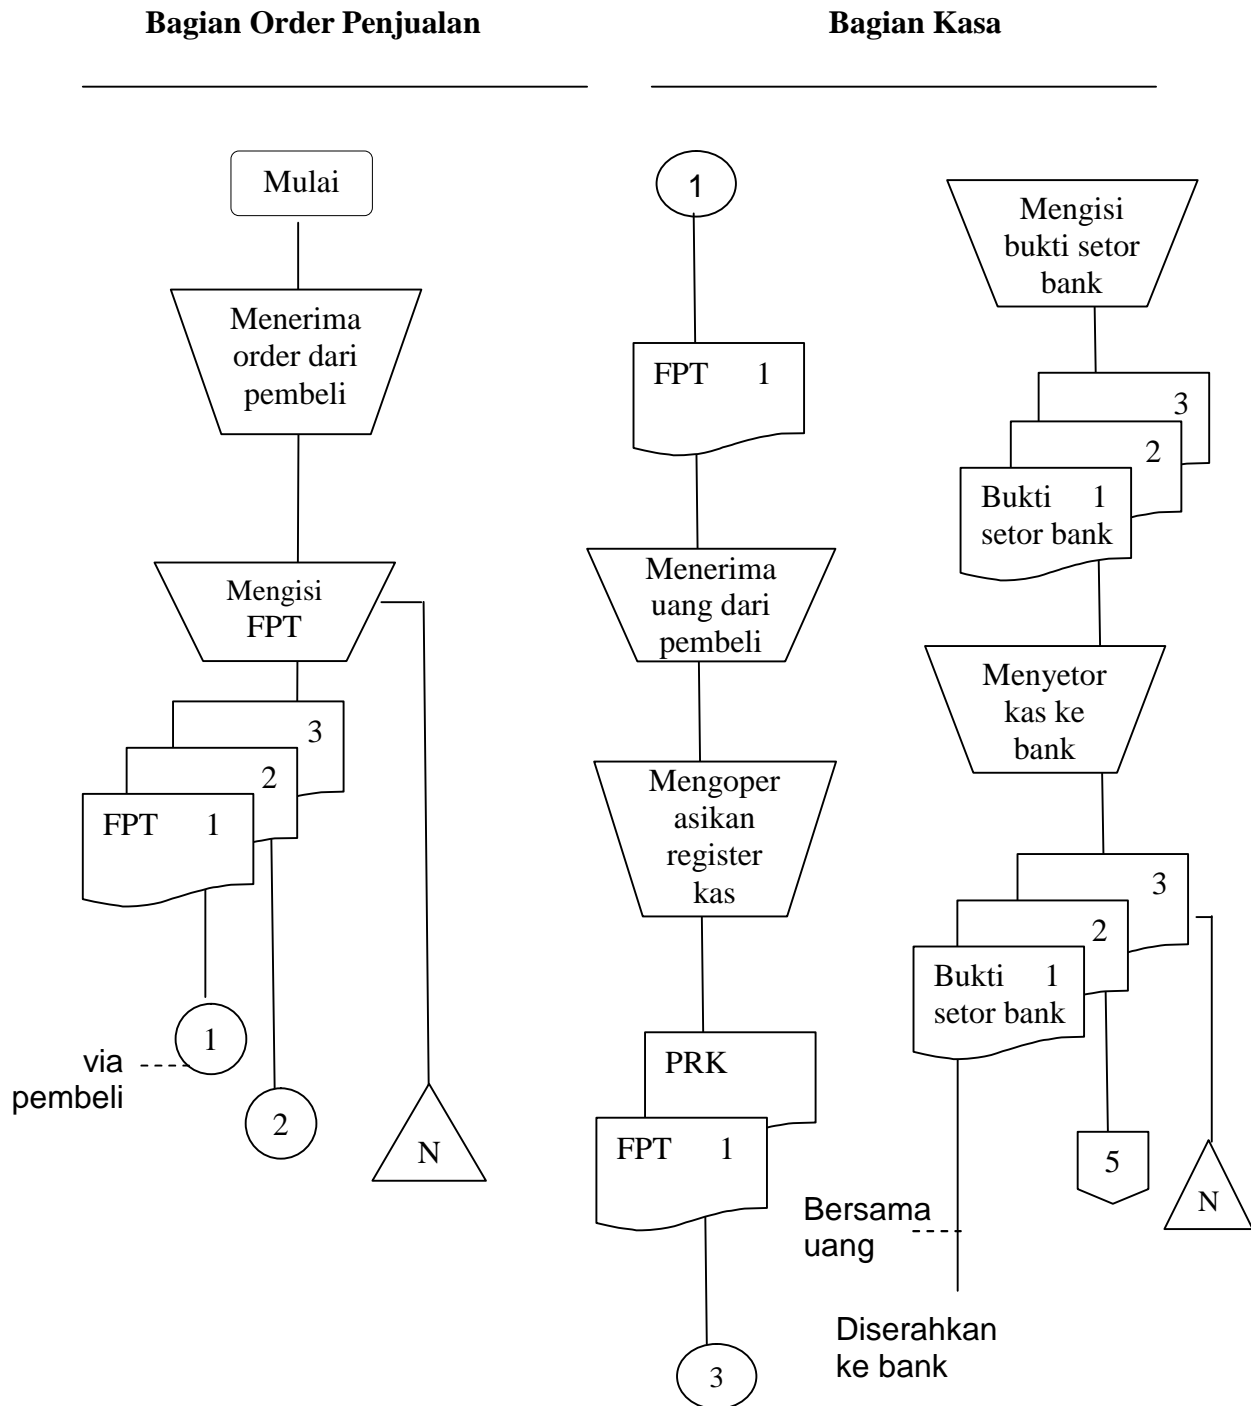 Bagian Order Penjualan
Bagian Kasa
Mulai
Menerima
order dari
pembeli
Mengisi
FPT
3
2
FPT 1
1
via
pembeli
2
N
1
FPT 1
Menerima
uang dari
pembeli
Mengoper
asikan
register
kas
PRK
FPT 1
3
Mengisi
bukti setor
bank
3
2
Bukti 1
setor bank
Menyetor
kas ke
bank
3
2
Bukti 1
setor bank
5
N
Bersama
uang
Diserahkan
ke bank